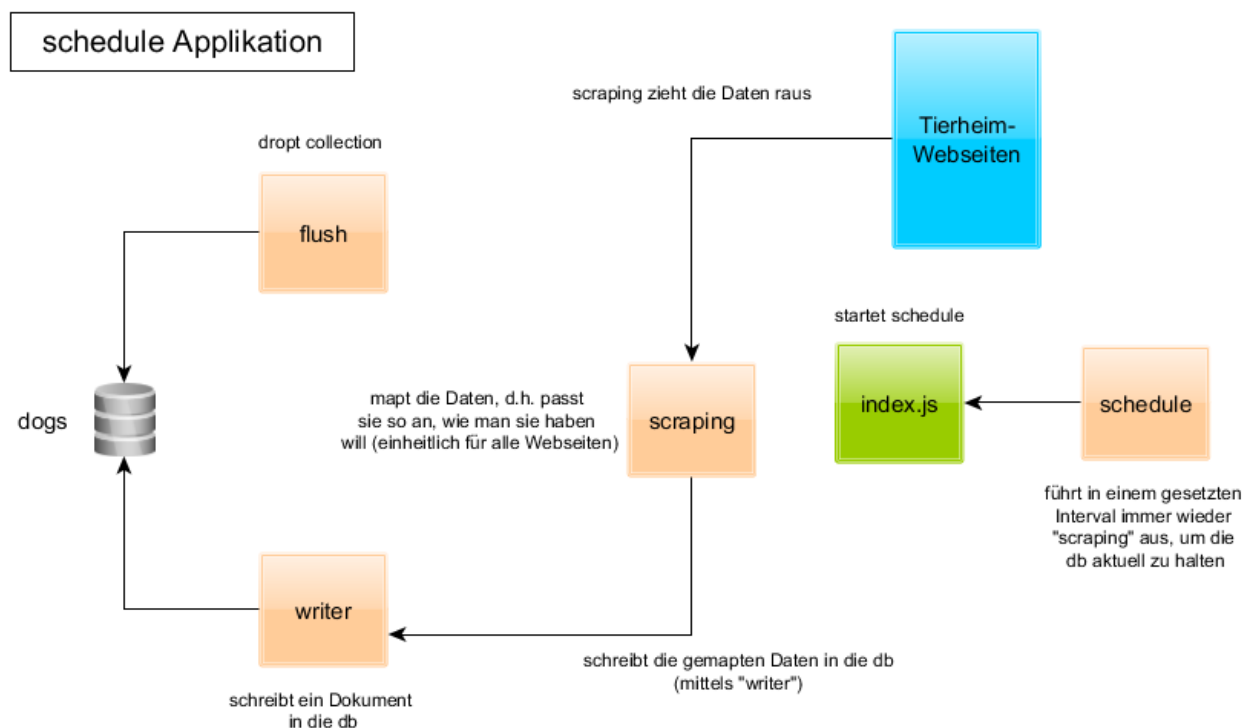 schedule Applikation
scraping zieht die Daten raus
Tierheim-
Webseiten
dropt collection
flush
startet schedule
dogs
mapt die Daten, d.h. passt
sie so an, wie man sie haben
will (einheitlich für alle Webseiten)
scraping
index.js
schedule
führt in einem gesetzten
Interval immer wieder
"scraping" aus, um die
db aktuell zu halten
writer
schreibt die gemapten Daten in die db
(mittels "writer")
schreibt ein Dokument
in die db